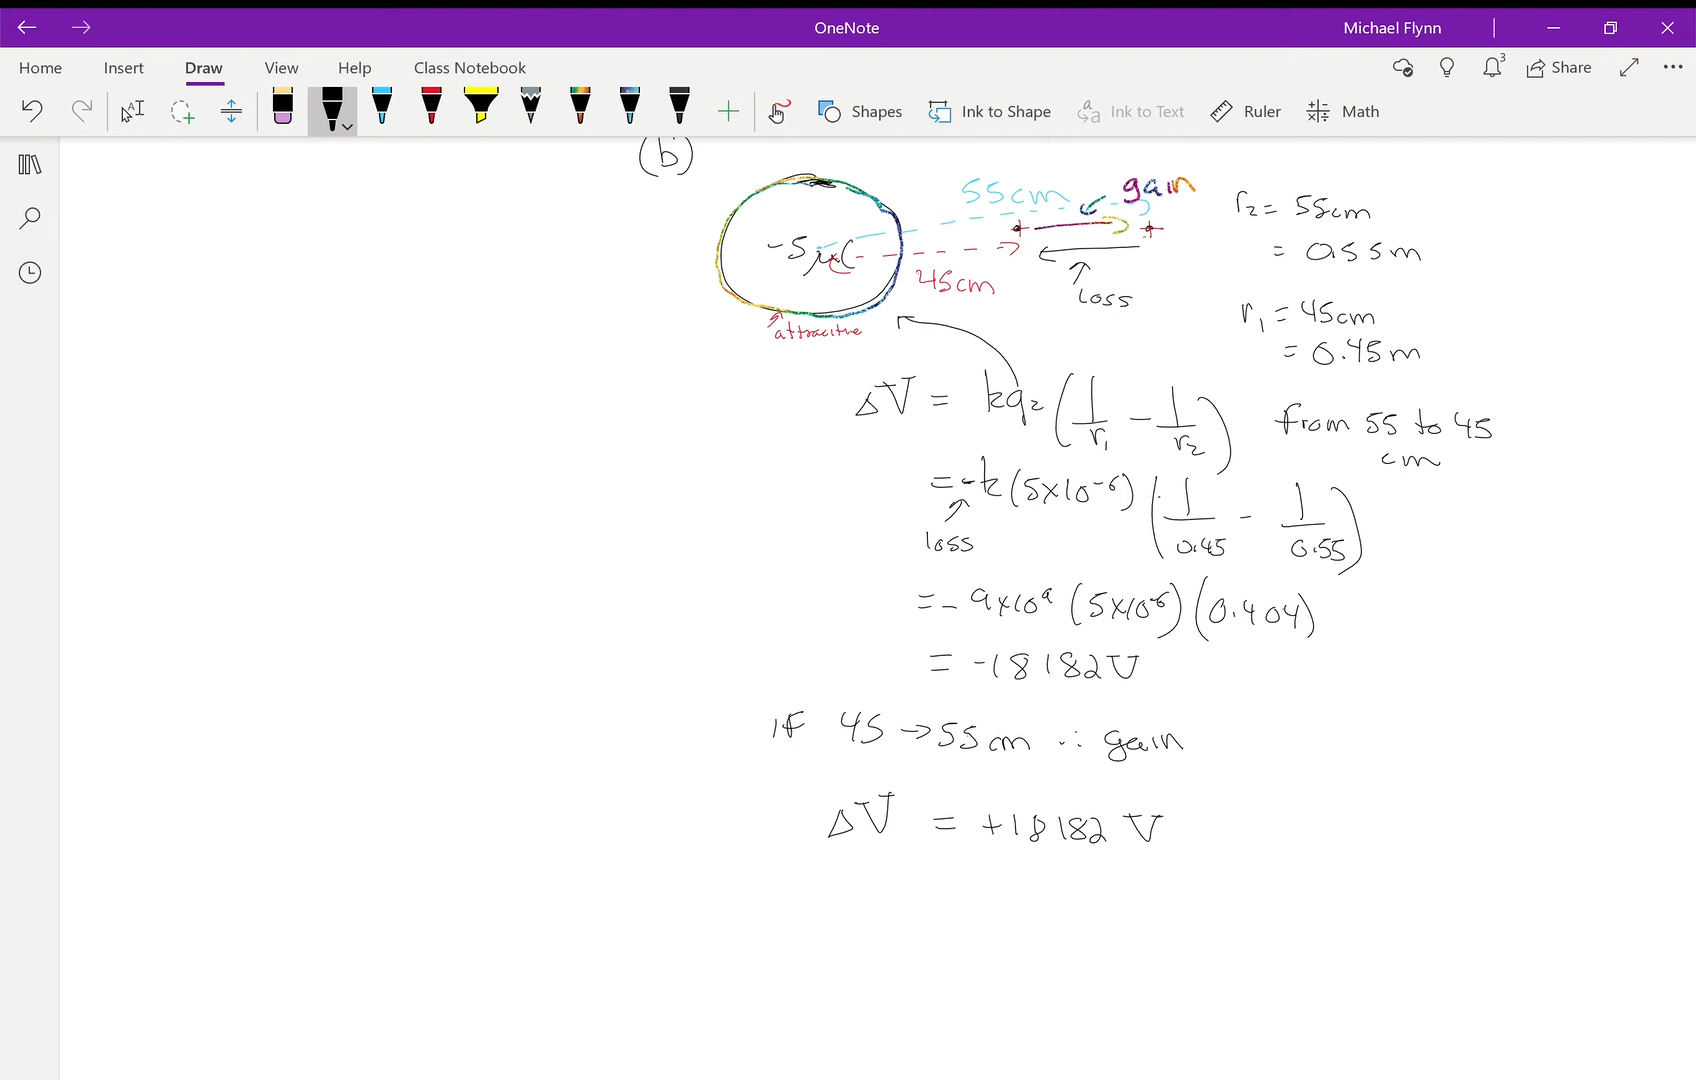 OneNote
Michael Flynn
Home Insert Draw View Help Class Notebook
3
Share
Shapes
Ink to Shape
Ink to Text
Ruler
Math
(b)
55cm
gain
-5μC
45cm
loss
attracitve
r₂ = 55cm
= 0.55m
r₁ = 45cm
= 0.45m
ΔV = kq₂ (1/r₁ - 1/r₂)
from 55 to 45
cm
= -k (5x10⁻⁶) (1/0.45 - 1/0.55)
loss
= - 9x10⁹ (5x10⁻⁶) (0.404)
= -18182V
if 45 → 55cm ∴ gain
ΔV = +18182 V